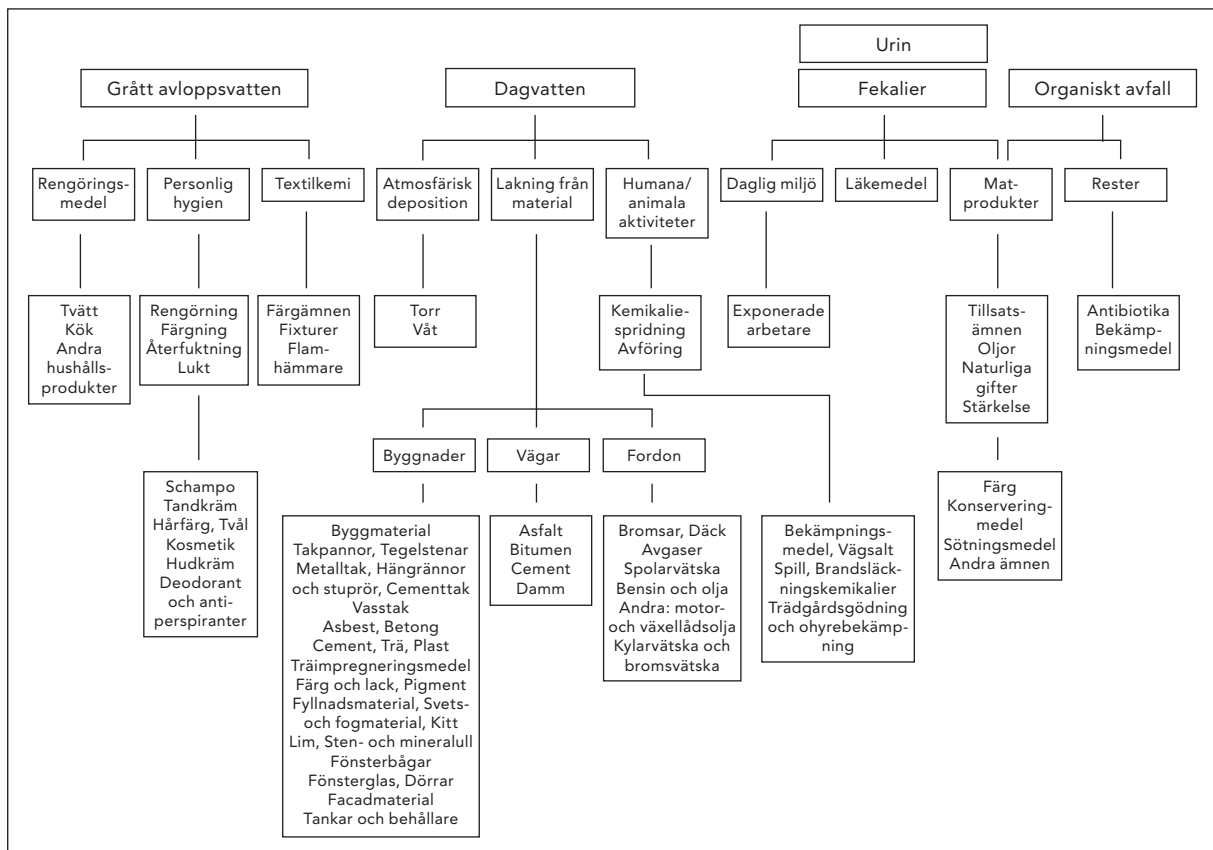 Urin
Grått avloppsvatten
Dagvatten
Fekalier
Organiskt avfall
Rengörings-
medel
Personlig
hygien
Textilkemi
Atmosfärisk
deposition
Lakning från
material
Humana/
animala
aktiviteter
Daglig miljö
Läkemedel
Mat-
produkter
Rester
Tvätt
Kök
Andra
hushålls-
produkter
Rengörning
Färgning
Återfuktning
Lukt
Färgämnen
Fixturer
Flam-
hämmare
Torr
Våt
Kemikalie-
spridning
Avföring
Exponerade
arbetare
Tillsats-
ämnen
Oljor
Naturliga
gifter
Stärkelse
Antibiotika
Bekämp-
ningsmedel
Byggnader
Vägar
Fordon
Schampo
Tandkräm
Hårfärg, Tvål
Kosmetik
Hudkräm
Deodorant
och anti-
perspiranter
Byggmaterial
Takpannor, Tegelstenar
Metalltak, Hängrännor
och stuprör, Cementtak
Vasstak
Asbest, Betong
Cement, Trä, Plast
Träimpregneringsmedel
Färg och lack, Pigment
Fyllnadsmaterial, Svets-
och fogmaterial, Kitt
Lim, Sten- och mineralull
Fönsterbågar
Fönsterglas, Dörrar
Facadmaterial
Tankar och behållare
Asfalt
Bitumen
Cement
Damm
Bromsar, Däck
Avgaser
Spolarvätska
Bensin och olja
Andra: motor-
och växellådsolja
Kylarvätska och
bromsvätska
Bekämpnings-
medel, Vägsalt
Spill, Brandsläck-
ningskemikalier
Trädgårdsgödning
och ohyrebekämp-
ning
Färg
Konservering-
medel
Sötningsmedel
Andra ämnen